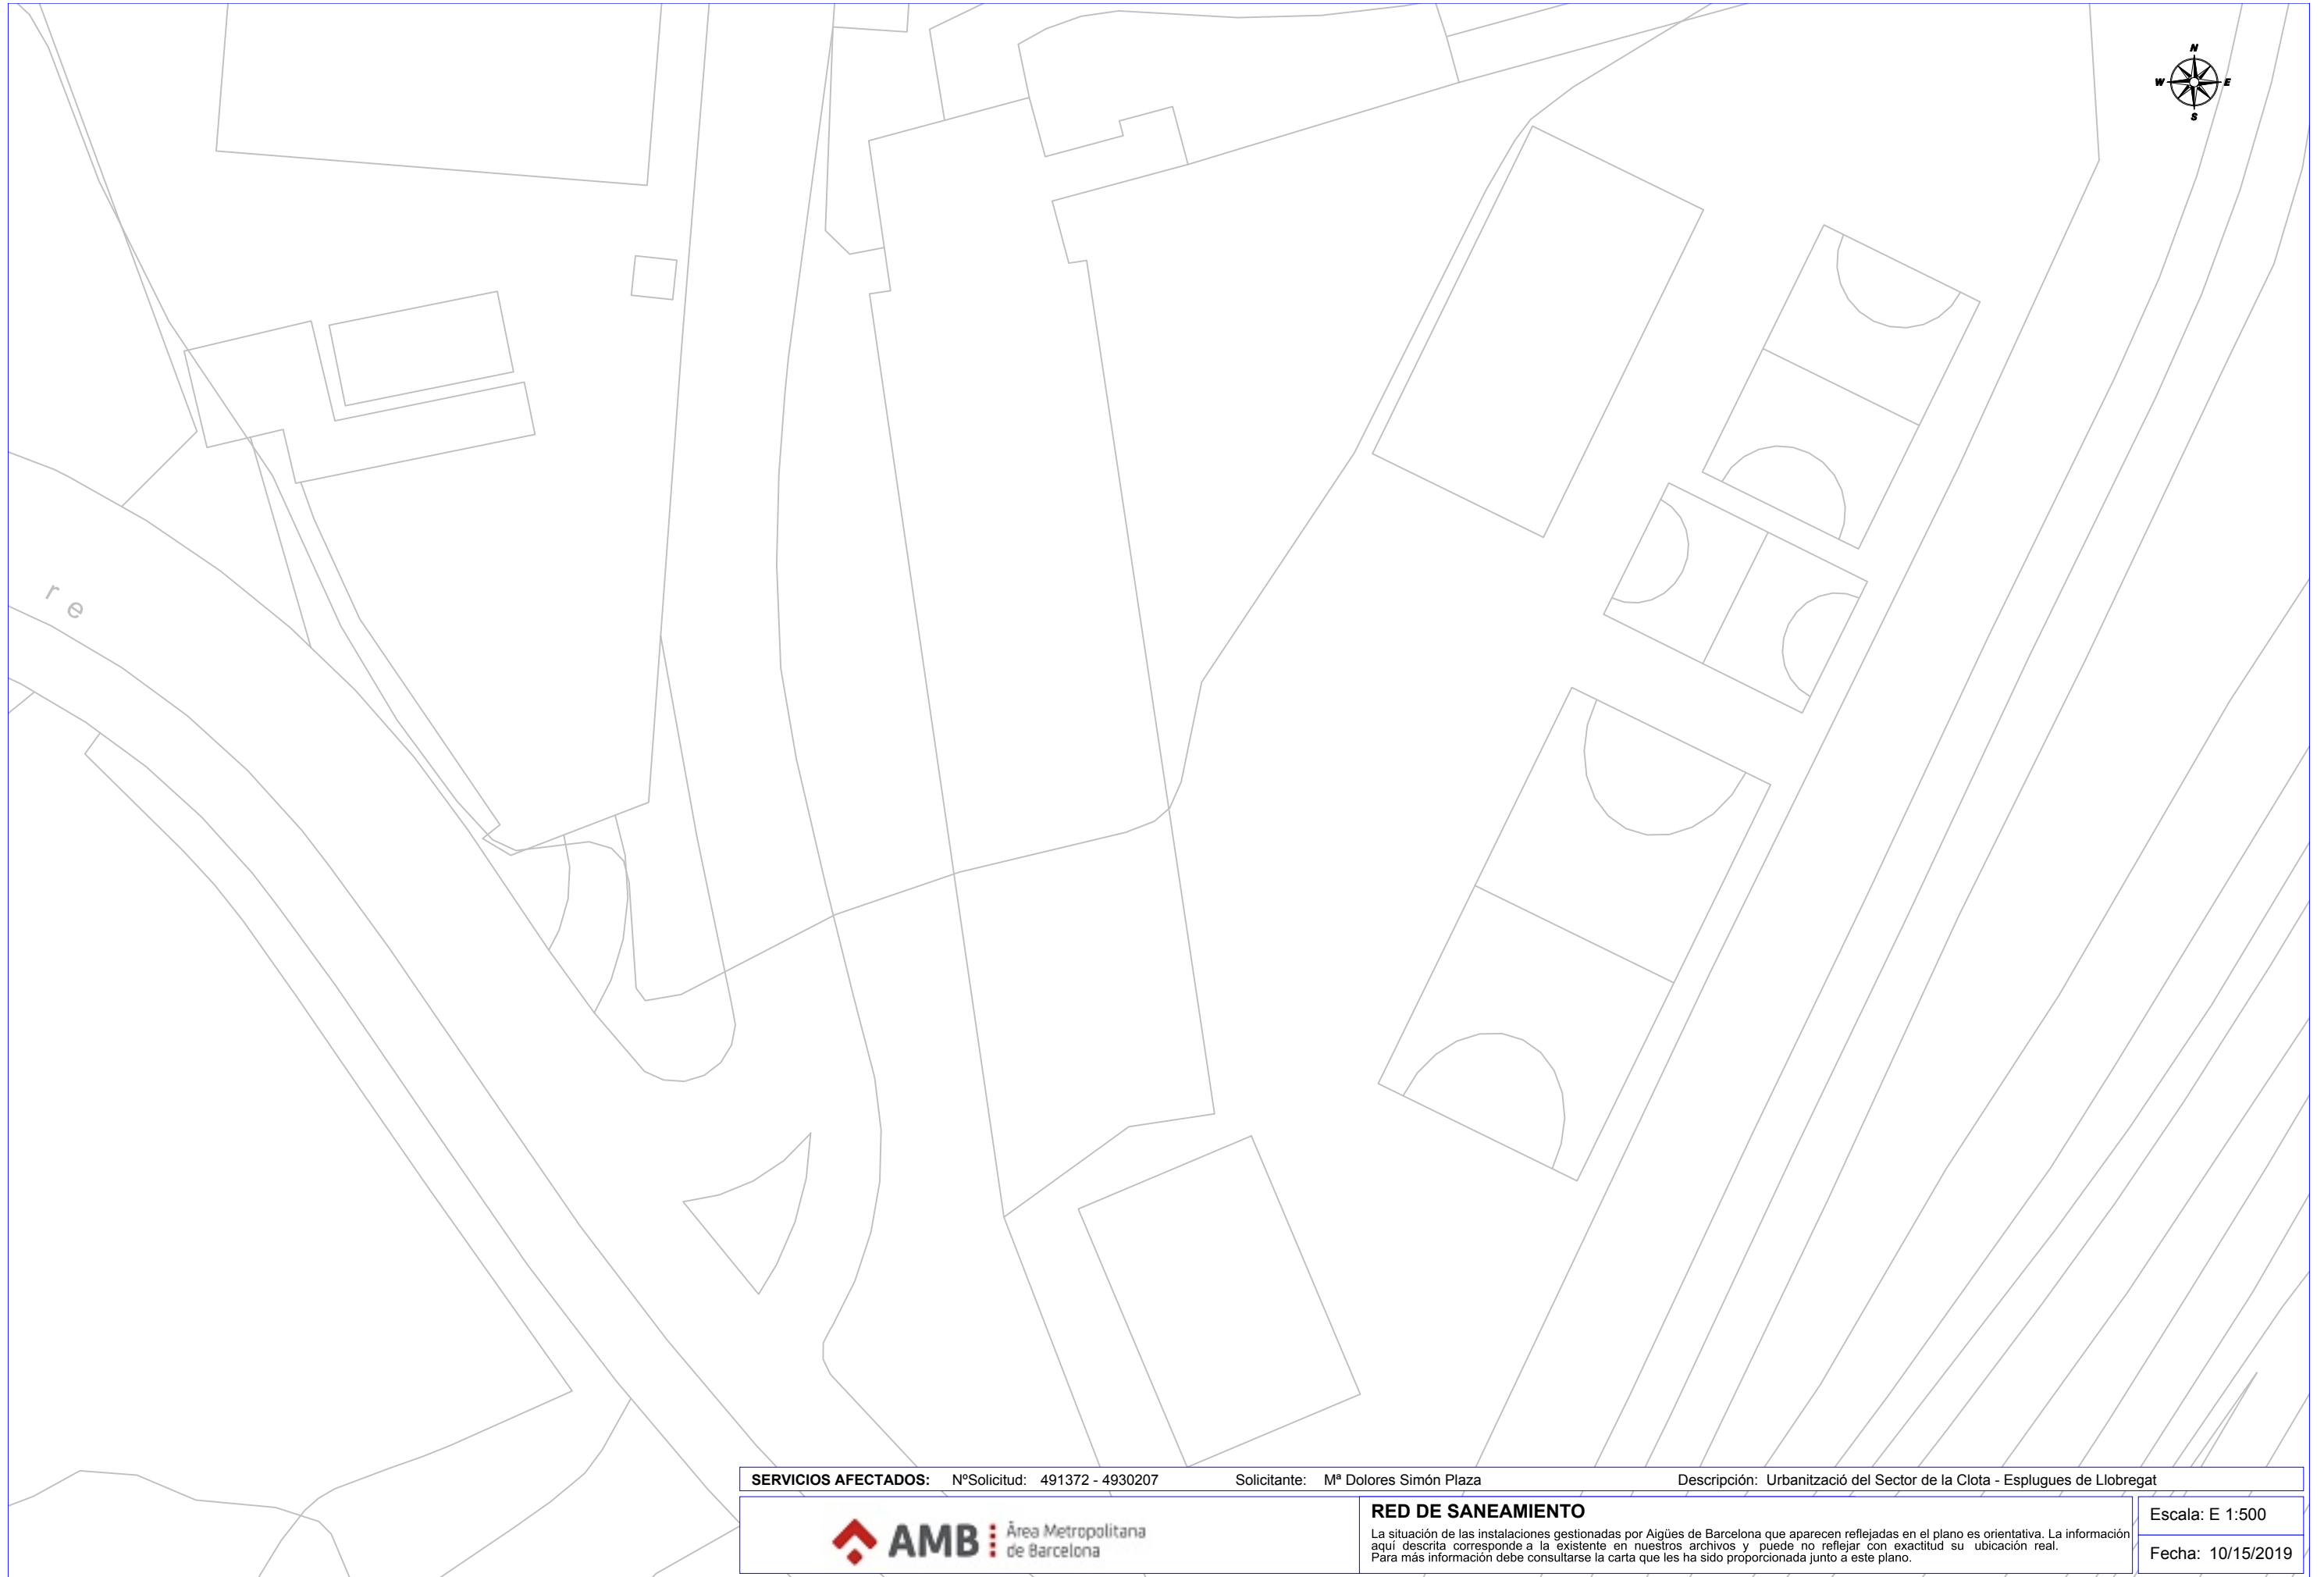 N
W E
S
r e
SERVICIOS AFECTADOS: NºSolicitud: 491372 - 4930207 Solicitante: Mª Dolores Simón Plaza Descripción: Urbanització del Sector de la Clota - Esplugues de Llobregat
AMB Àrea Metropolitana
de Barcelona
RED DE SANEAMIENTO
La situación de las instalaciones gestionadas por Aigües de Barcelona que aparecen reflejadas en el plano es orientativa. La información
aquí descrita corresponde a la existente en nuestros archivos y puede no reflejar con exactitud su ubicación real.
Para más información debe consultarse la carta que les ha sido proporcionada junto a este plano.
Escala: E 1:500
Fecha: 10/15/2019